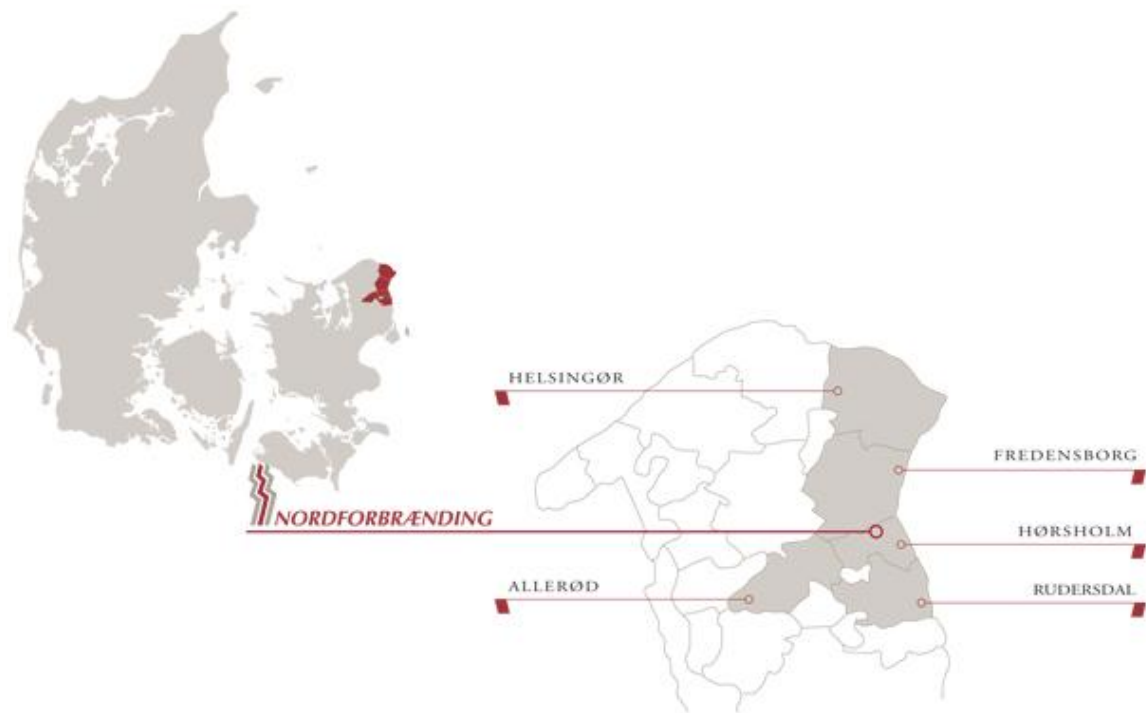 HELSINGØR
FREDENSBORG
NORDFORBRÆNDING
HØRSHOLM
ALLERØD
RUDERSDAL